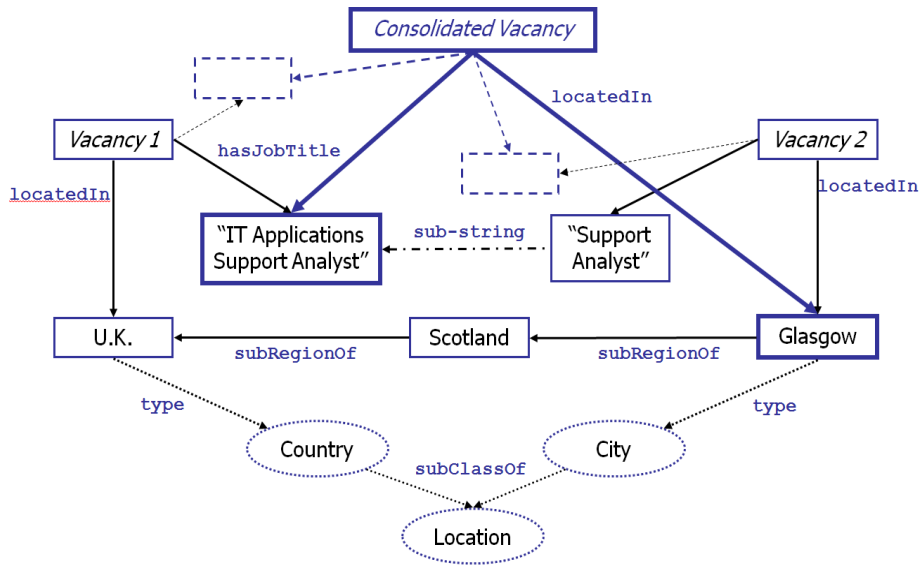 Consolidated Vacancy
locatedIn
Vacancy 1
hasJobTitle
Vacancy 2
locatedIn
locatedIn
“IT Applications
Support Analyst”
sub-string
“Support
Analyst”
U.K.
subRegionOf
Scotland
subRegionOf
Glasgow
type
type
Country
subClassOf
City
Location